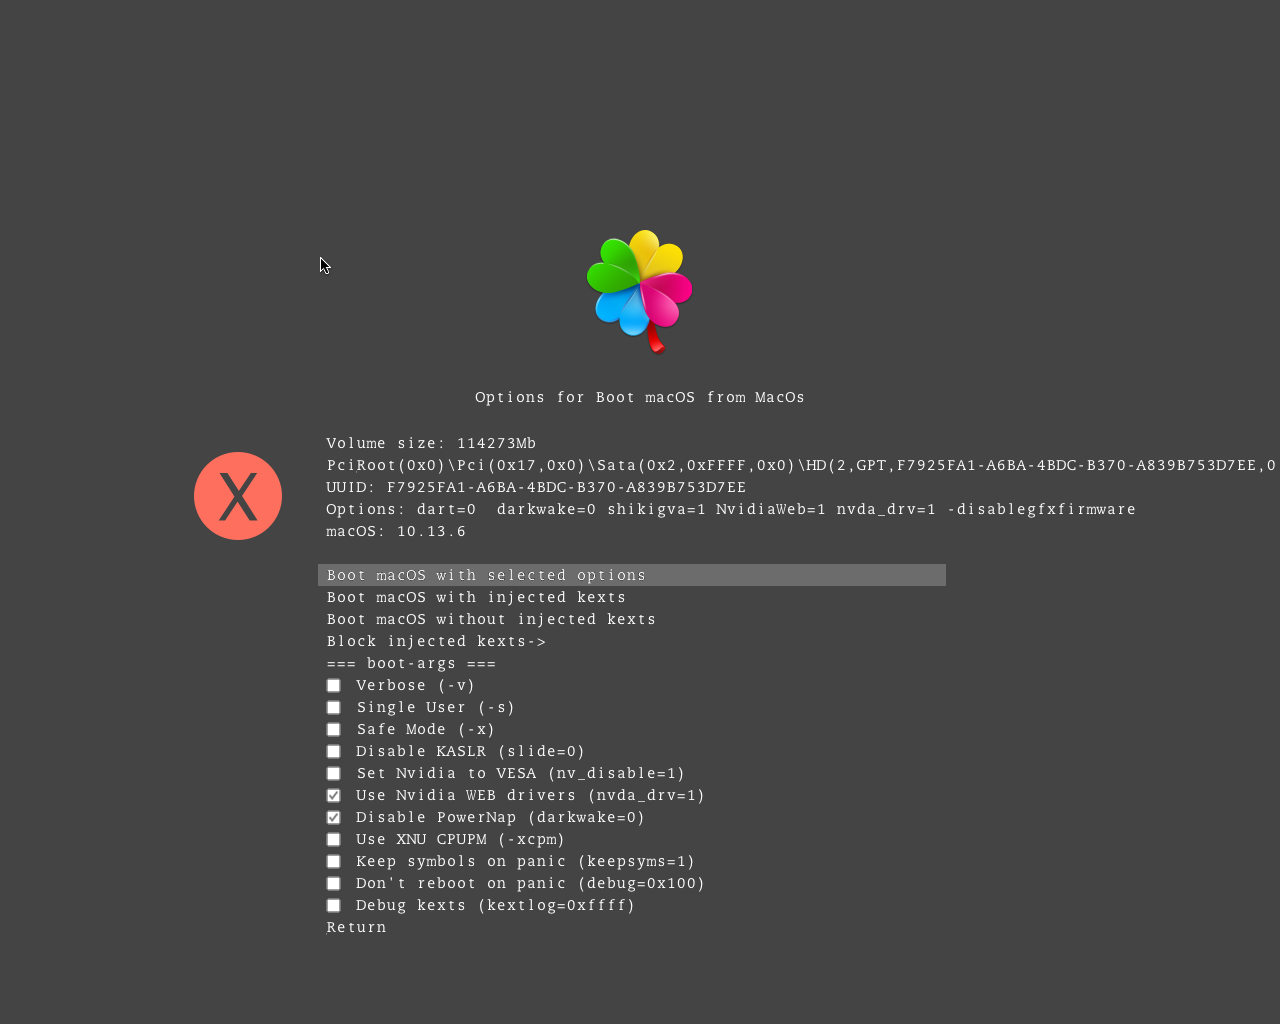 Options for Boot macOS from MacOs
Volume size: 114273Mb
PciRoot(0x0)\Pci(0x17,0x0)\Sata(0x2,0xFFFF,0x0)\HD(2,GPT,F7925FA1-A6BA-4BDC-B370-A839B753D7EE,0
UUID: F7925FA1-A6BA-4BDC-B370-A839B753D7EE
X
Options: dart=0  darkwake=0 shikigva=1 NvidiaWeb=1 nvda_drv=1 -disablegfxfirmware
macOS: 10.13.6
Boot macOS with selected options
Boot macOS with injected kexts
Boot macOS without injected kexts
Block injected kexts->
=== boot-args ===
Verbose (-v)
Single User (-s)
Safe Mode (-x)
Disable KASLR (slide=0)
Set Nvidia to VESA (nv_disable=1)
Use Nvidia WEB drivers (nvda_drv=1)
Disable PowerNap (darkwake=0)
Use XNU CPUPM (-xcpm)
Keep symbols on panic (keepsyms=1)
Don't reboot on panic (debug=0x100)
Debug kexts (kextlog=0xffff)
Return